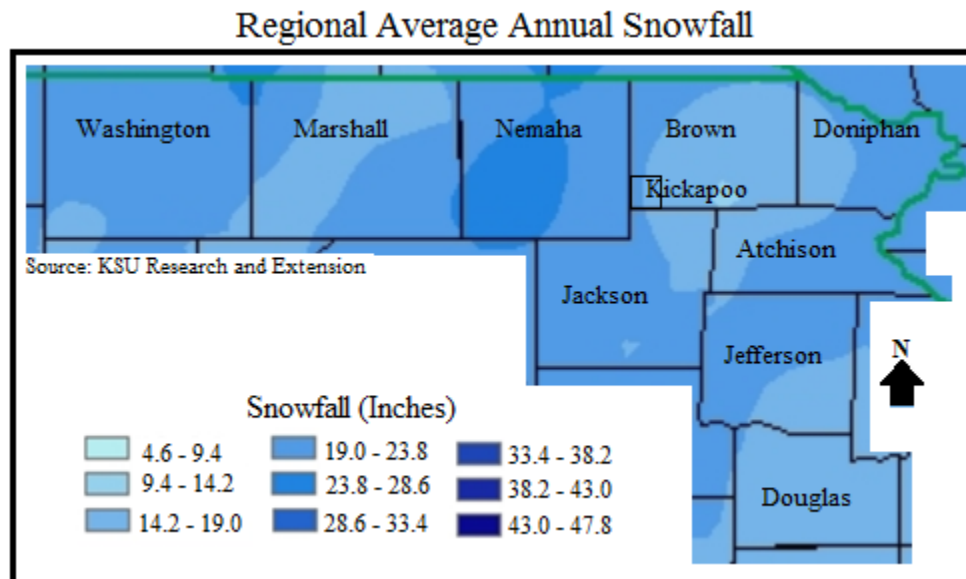 Regional Average Annual Snowfall
Washington Marshall Nemaha Brown Doniphan
Kickapoo
Atchison
Source: KSU Research and Extension
Jackson
Jefferson
N
Snowfall (Inches)
4.6 - 9.4 19.0 - 23.8 33.4 - 38.2
9.4 - 14.2 23.8 - 28.6 38.2 - 43.0
14.2 - 19.0 28.6 - 33.4 43.0 - 47.8
Douglas